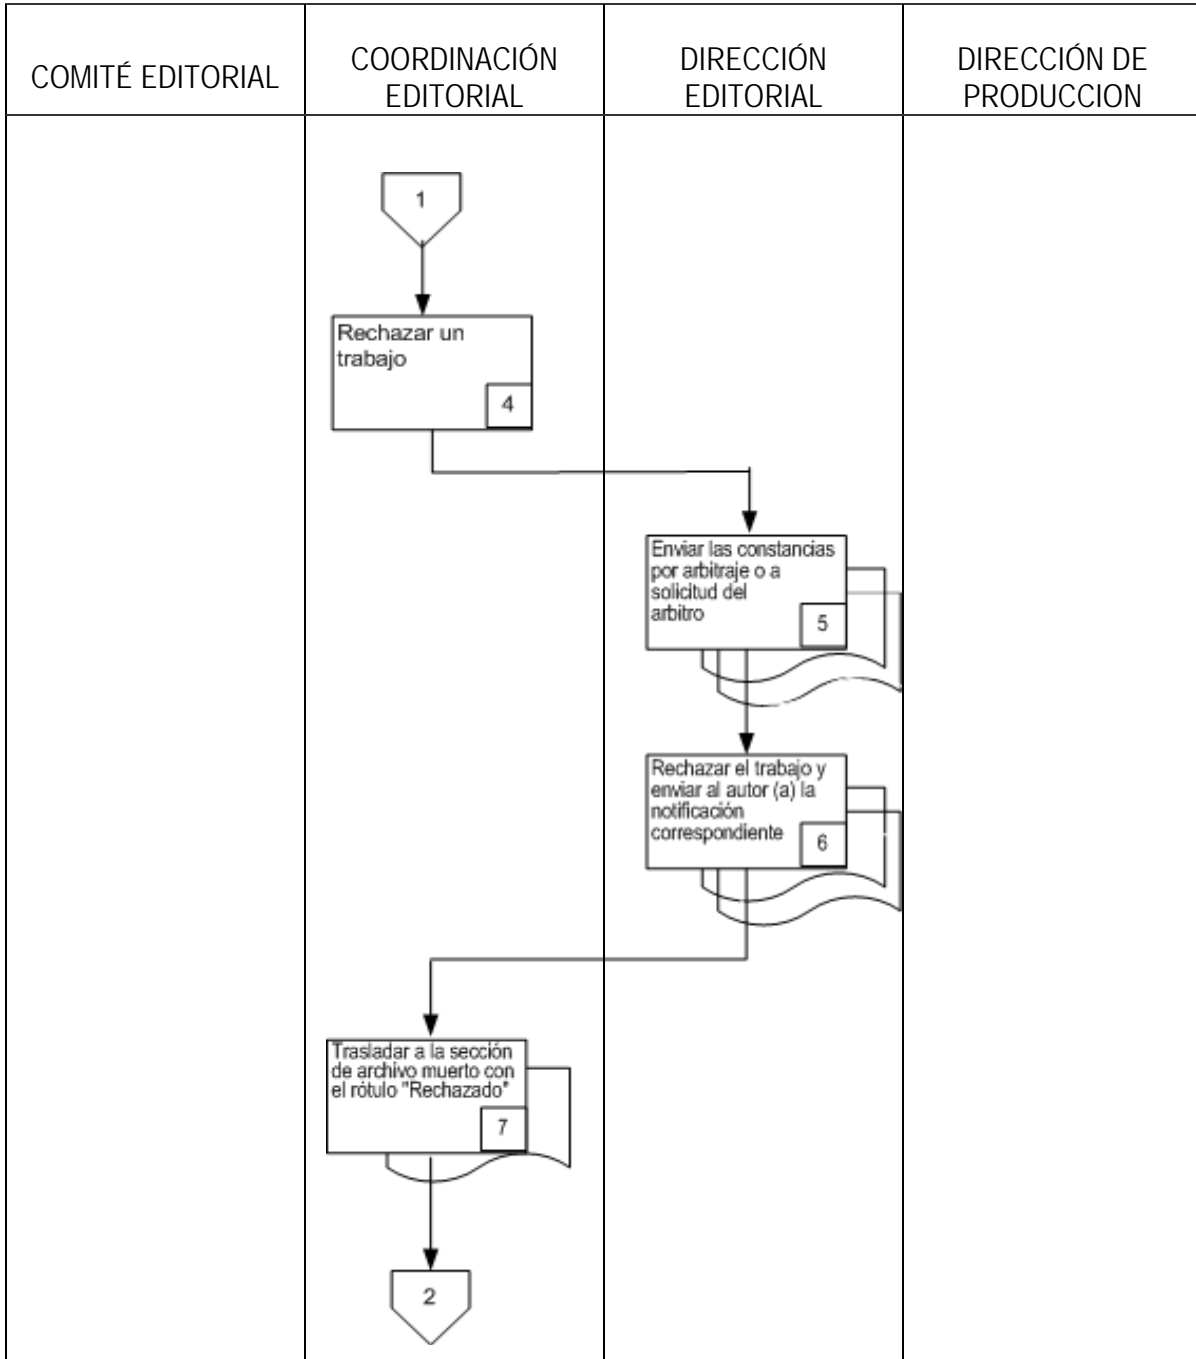 COMITÉ EDITORIAL
COORDINACIÓN
EDITORIAL
DIRECCIÓN
EDITORIAL
DIRECCIÓN DE
PRODUCCION
1
Rechazar un
trabajo
4
Enviar las constancias
por arbitraje o a
solicitud del
arbitro
5
Rechazar el trabajo y
enviar al autor (a) la
notificación
correspondiente
6
Trasladar a la sección
de archivo muerto con
el rótulo "Rechazado"
7
2